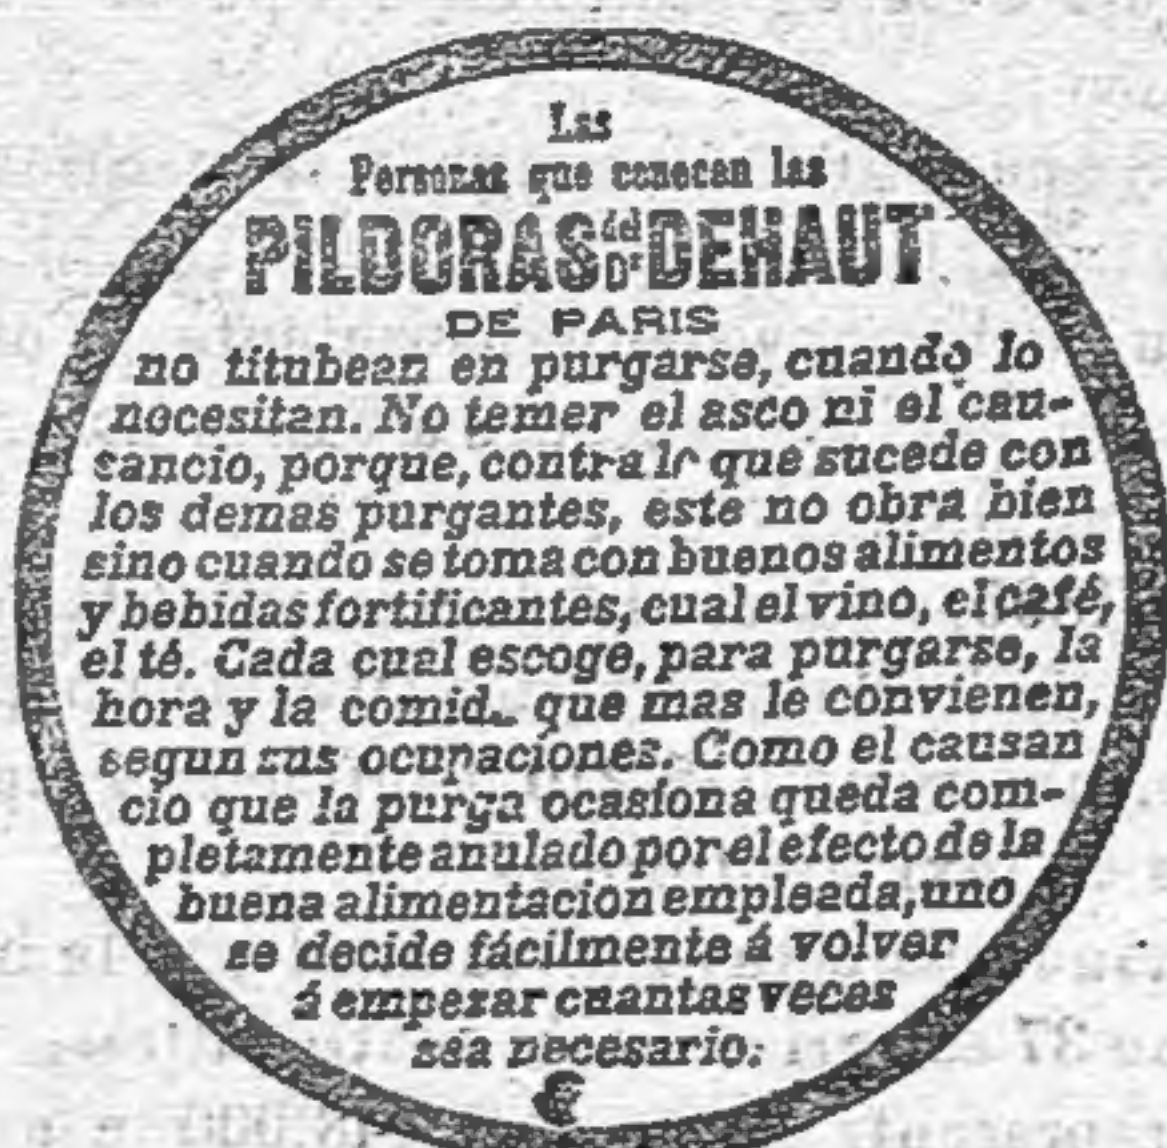 Las
Personas que conocen las
PILDORAS del Dr DEHAUT
DE PARIS
no titubean en purgarse, cuando lo
necesitan. No temer el asco ni el cau-
sancio, porque, contra lo que sucede con
los demas purgantes, este no obra bien
sino cuando se toma con buenos alimentos
y bebidas fortificantes, cual el vino, el café,
el té. Cada cual escoge, para purgarse, la
hora y la comid que mas le convienen,
segun sus ocupaciones. Como el causan
cio que la purga ocasiona queda com-
pletamente anulado por el efecto de la
buena alimentacion empleada, uno
se decide fácilmente á volver
á empezar cuantas veces
sea necesario.